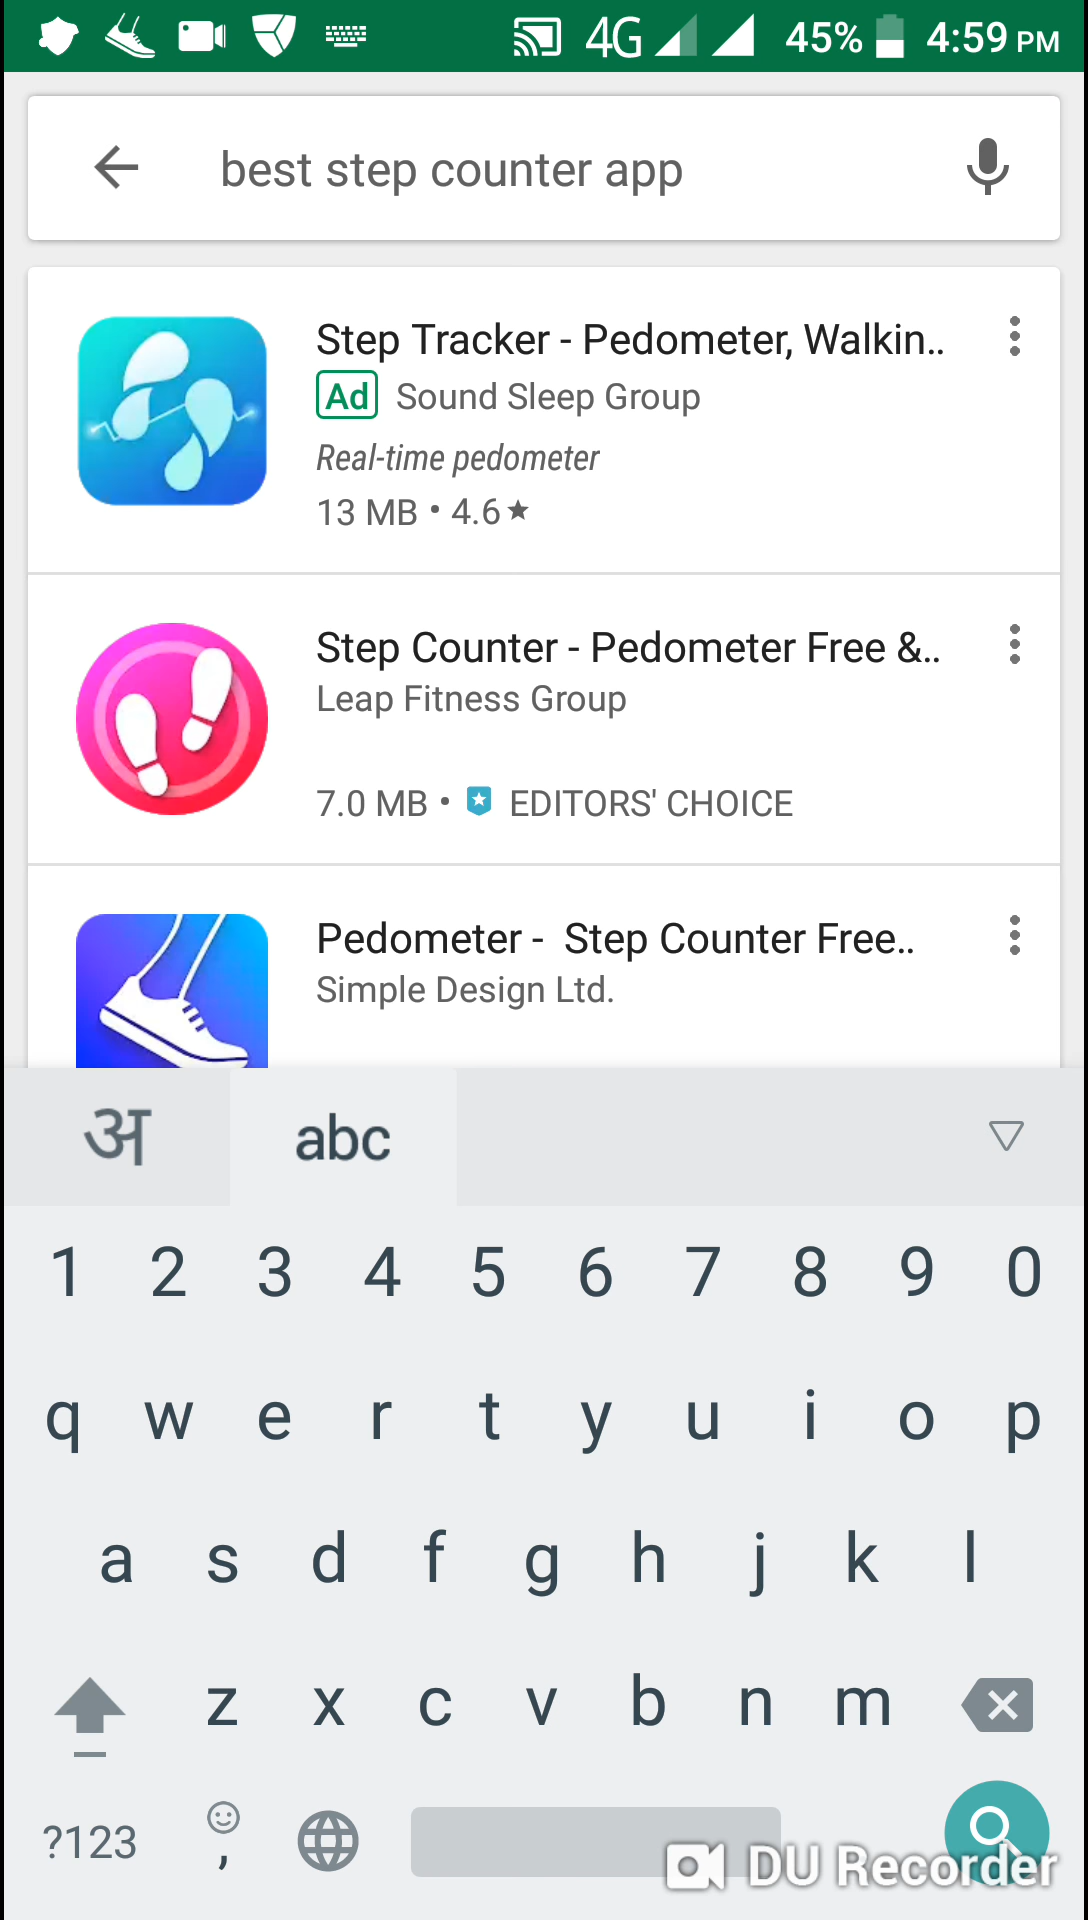 4G 45% 4:59 PM
best step counter app
Step Tracker - Pedometer, Walkin..
Ad Sound Sleep Group
Real-time pedometer
13 MB • 4.6★
Step Counter - Pedometer Free &..
Leap Fitness Group
7.0 MB • EDITORS' CHOICE
Pedometer -  Step Counter Free..
Simple Design Ltd.
अ abc
1 2 3 4 5 6 7 8 9 0
q w e r t y u i o p
a s d f g h j k l
z x c v b n m
?123 ,
DU Recorder